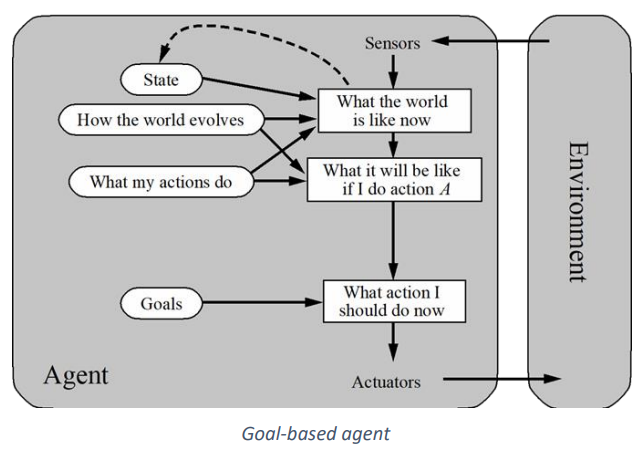 Sensors
State
What the world
is like now
How the world evolves
What it will be like
if I do action A
What my actions do
Environment
What action I
should do now
Goals
Agent
Actuators
Goal-based agent